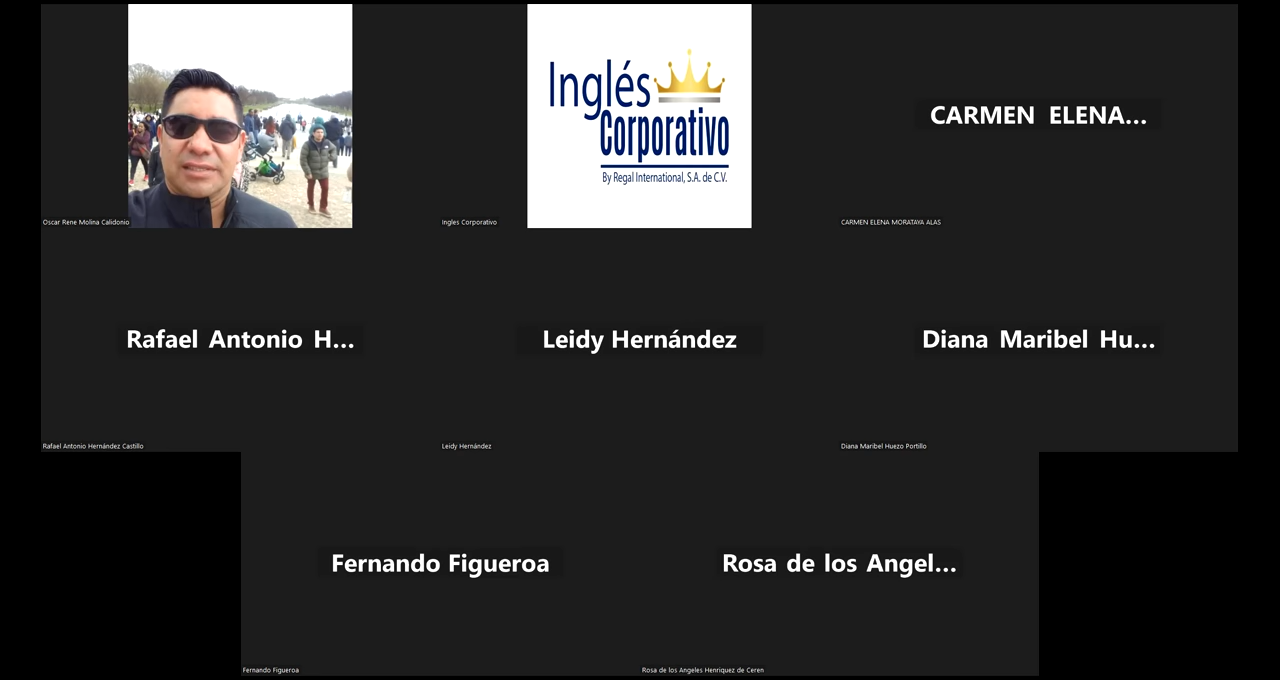 Inglés
Corporativo
By Regal International, S.A. de C.V.
CARMEN ELENA...
Oscar Rene Molina Calidonio
Ingles Corporativo
CARMEN ELENA MORATAYA ALAS
Rafael Antonio H...
Leidy Hernández
Diana Maribel Hu...
Rafael Antonio Hernández Castillo
Leidy Hernández
Diana Maribel Huezo Portillo
Fernando Figueroa
Rosa de los Angel...
Fernando Figueroa
Rosa de los Angeles Henriquez de Ceren